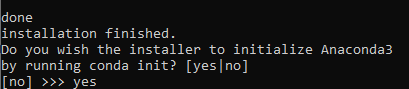 done
installation finished.
Do you wish the installer to initialize Anaconda3
by running conda init? [yes|no]
[no] >>> yes